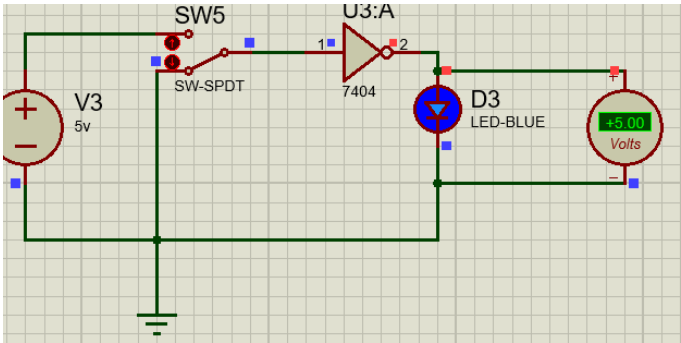 SW5
SW-SPDT
V3
5v
U3:A
1
2
7404
D3
LED-BLUE
+5.00
Volts